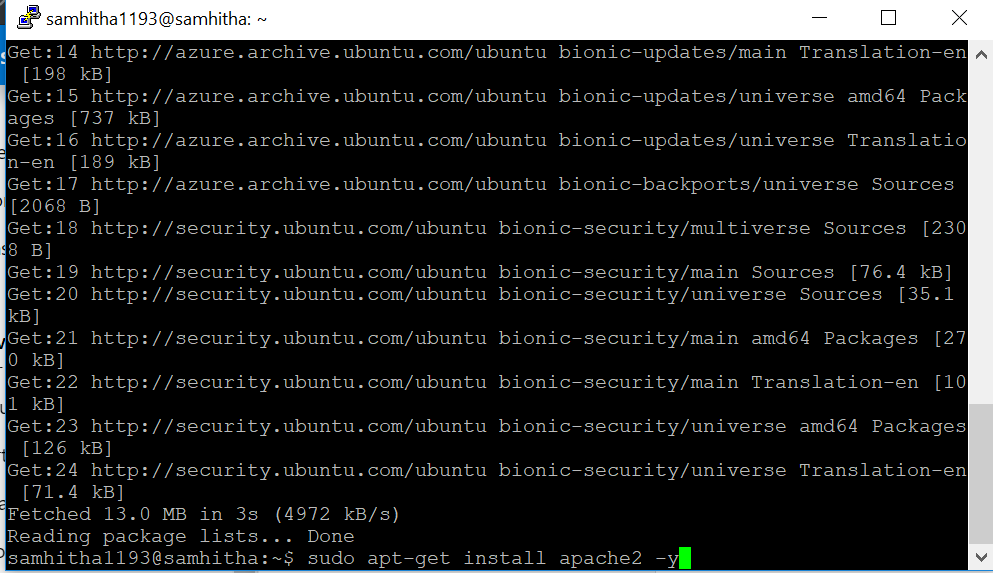 samhitha1193@samhitha: ~
Get:14 http://azure.archive.ubuntu.com/ubuntu bionic-updates/main Translation-en
 [198 kB]
Get:15 http://azure.archive.ubuntu.com/ubuntu bionic-updates/universe amd64 Pack
ages [737 kB]
Get:16 http://azure.archive.ubuntu.com/ubuntu bionic-updates/universe Translatio
n-en [189 kB]
Get:17 http://azure.archive.ubuntu.com/ubuntu bionic-backports/universe Sources
[2068 B]
Get:18 http://security.ubuntu.com/ubuntu bionic-security/multiverse Sources [230
8 B]
Get:19 http://security.ubuntu.com/ubuntu bionic-security/main Sources [76.4 kB]
Get:20 http://security.ubuntu.com/ubuntu bionic-security/universe Sources [35.1
kB]
Get:21 http://security.ubuntu.com/ubuntu bionic-security/main amd64 Packages [27
0 kB]
Get:22 http://security.ubuntu.com/ubuntu bionic-security/main Translation-en [10
1 kB]
Get:23 http://security.ubuntu.com/ubuntu bionic-security/universe amd64 Packages
 [126 kB]
Get:24 http://security.ubuntu.com/ubuntu bionic-security/universe Translation-en
 [71.4 kB]
Fetched 13.0 MB in 3s (4972 kB/s)
Reading package lists... Done
samhitha1193@samhitha:~$ sudo apt-get install apache2 -y